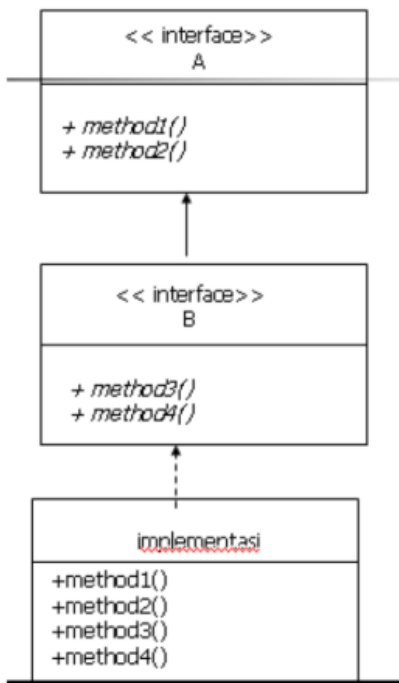 << interface>>
A
+ method1()
+ method2()
<< interface>>
B
+ method3()
+ method4()
implementasi
+method1()
+method2()
+method3()
+method4()